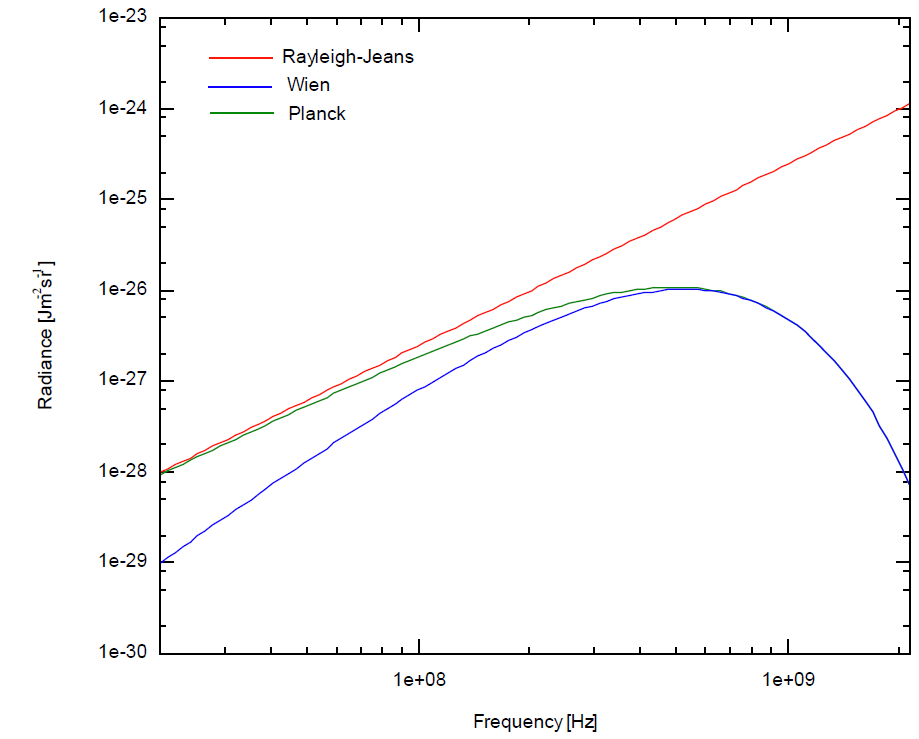 1e-23
Rayleigh-Jeans
Wien
Planck
1e-24
1e-25
1e-26
1e-27
1e-28
1e-29
1e-30
1e+08
1e+09
Radiance [Jm⁻²sr⁻¹]
Frequency [Hz]